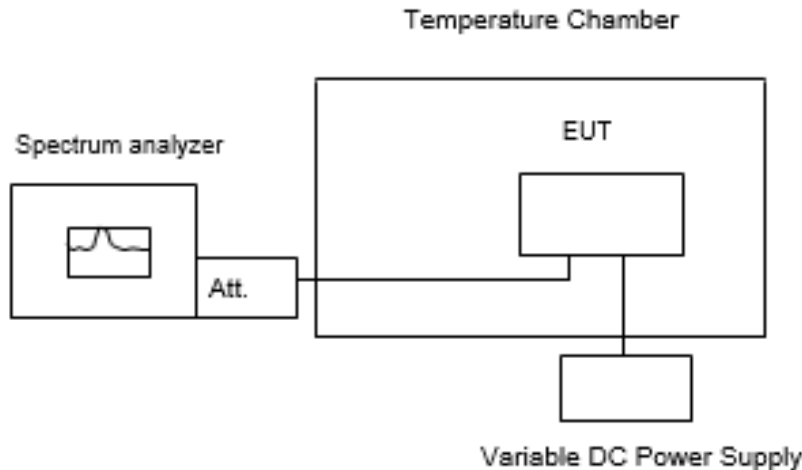 Temperature Chamber
EUT
Spectrum analyzer
Att.
Variable DC Power Supply